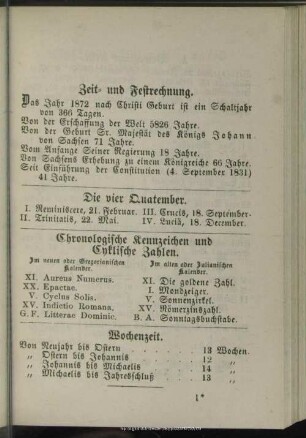 Zeit- und Festrechnung.
Das Jahr 1872 nach Christi Geburt ist ein Schaltjahr
von 366 Tagen.
Von der Erschaffung der Welt 5826 Jahre.
Von der Geburt Sr. Majestät des Königs Johann
von Sachsen 71 Jahre.
Vom Anfange Seiner Regierung 18 Jahre.
Von Sachsens Erhebung zu einem Königreiche 66 Jahre.
Seit Einführung der Constitution (4. September 1831)
41 Jahre.
Die vier Quatember.
I. Reminiscere, 21. Februar. III. Crucis, 18. September.
II. Trinitatis, 22. Mai. IV. Luciä, 18. December.
Chronologische Kennzeichen und
Cyklische Zahlen.
Im neuen oder Gregorianischen Kalender.
XI. Aureus Numerus.
XX. Epactae.
V. Cyclus Solis.
XV. Indictio Romana.
G. F. Litterae Dominic.
Im alten oder Julianischen Kalender.
XI. Die goldene Zahl.
I. Mondzeiger.
V. Sonnenzirkel.
XV. Römerzinszahl.
B. A. Sonntagsbuchstabe.
Wochenzeit.
Von Neujahr bis Ostern 13 Wochen.
„ Ostern bis Johannis 12 „
„ Johannis bis Michaelis 14 „
„ Michaelis bis Jahresschluß 13 „
1*